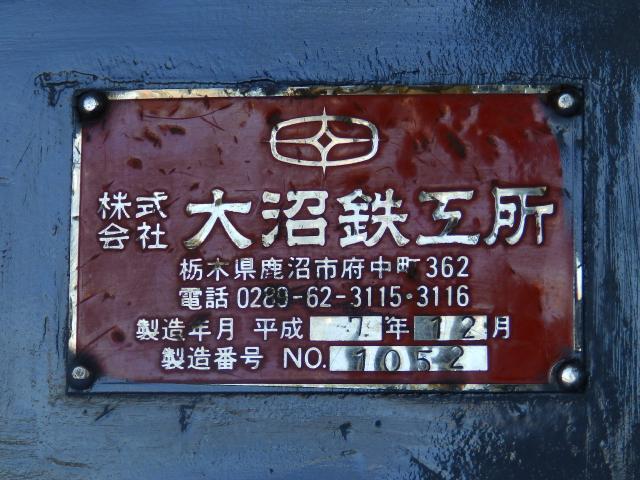 株式会社 大沼鉄工所
栃木県鹿沼市府中町362
電話 0289-62-3115・3116
製造年月 平成 年 12月
製造番号 NO. 1052